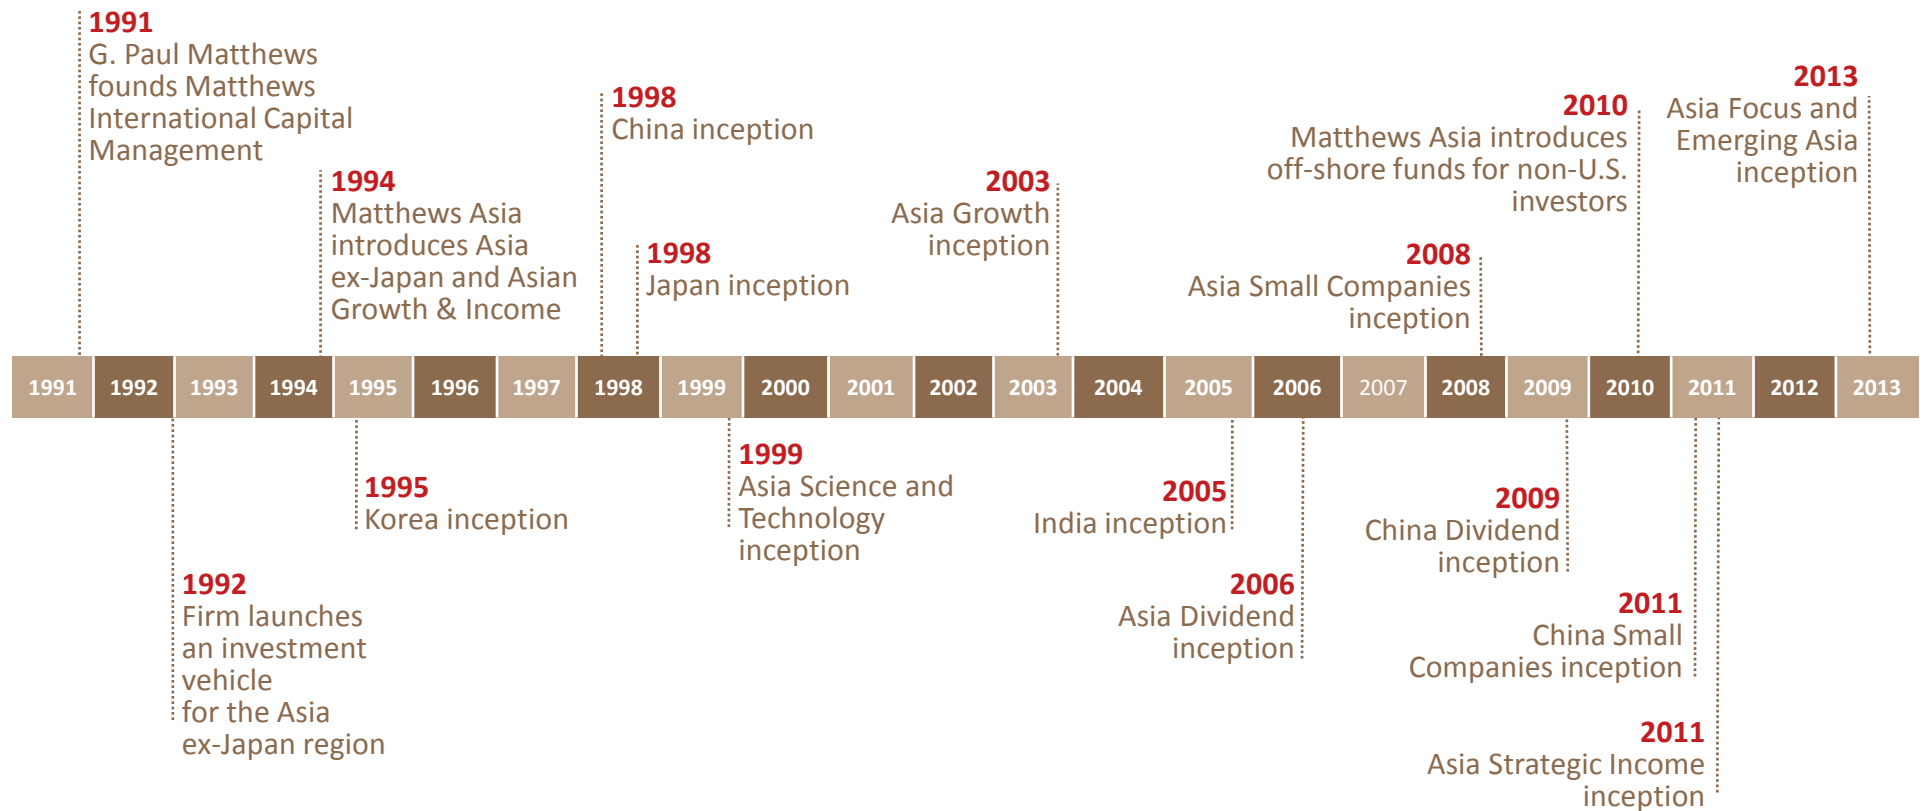 1991
G. Paul Matthews
founds Matthews
International Capital
Management
1994
Matthews Asia
introduces Asia
ex-Japan and Asian
Growth & Income
1998
China inception
1998
Japan inception
2003
Asia Growth
inception
2010
Matthews Asia introduces
off-shore funds for non-U.S.
investors
2008
Asia Small Companies
inception
2013
Asia Focus and
Emerging Asia
inception
1991 1992 1993 1994 1995 1996 1997 1998 1999 2000 2001 2002 2003 2004 2005 2006 2007 2008 2009 2010 2011 2012 2013
1992
Firm launches
an investment
vehicle
for the Asia
ex-Japan region
1995
Korea inception
1999
Asia Science and
Technology
inception
2005
India inception
2006
Asia Dividend
inception
2009
China Dividend
inception
2011
China Small
Companies inception
2011
Asia Strategic Income
inception